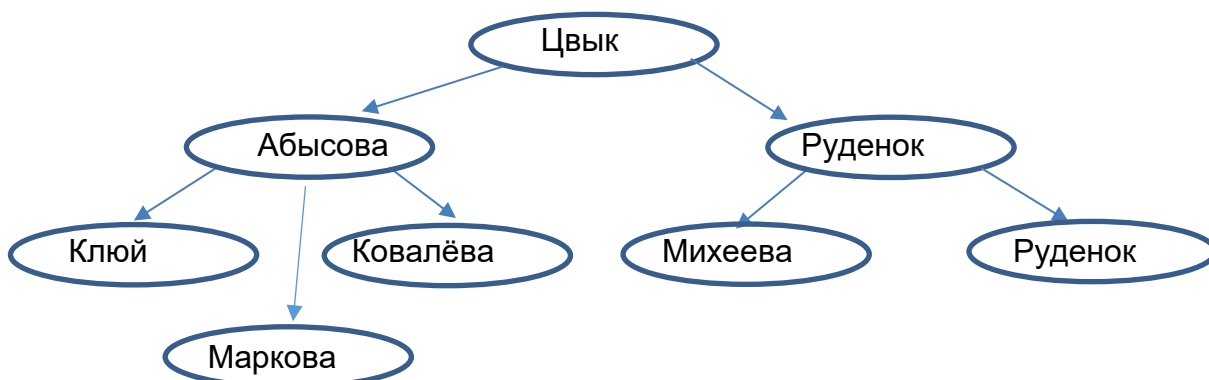 Цвык
Абысова
Руденок
Клюй
Ковалёва
Михеева
Руденок
Маркова